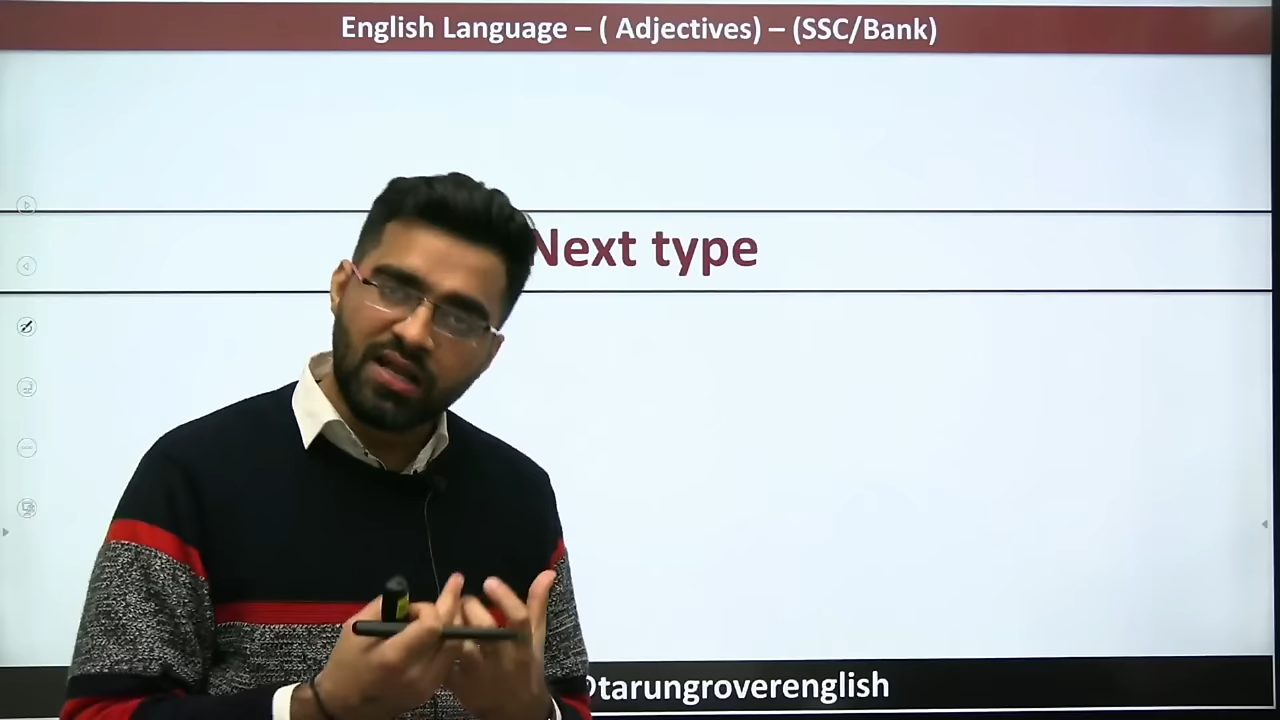 English Language – ( Adjectives) – (SSC/Bank)
Next type
tarungroverenglish